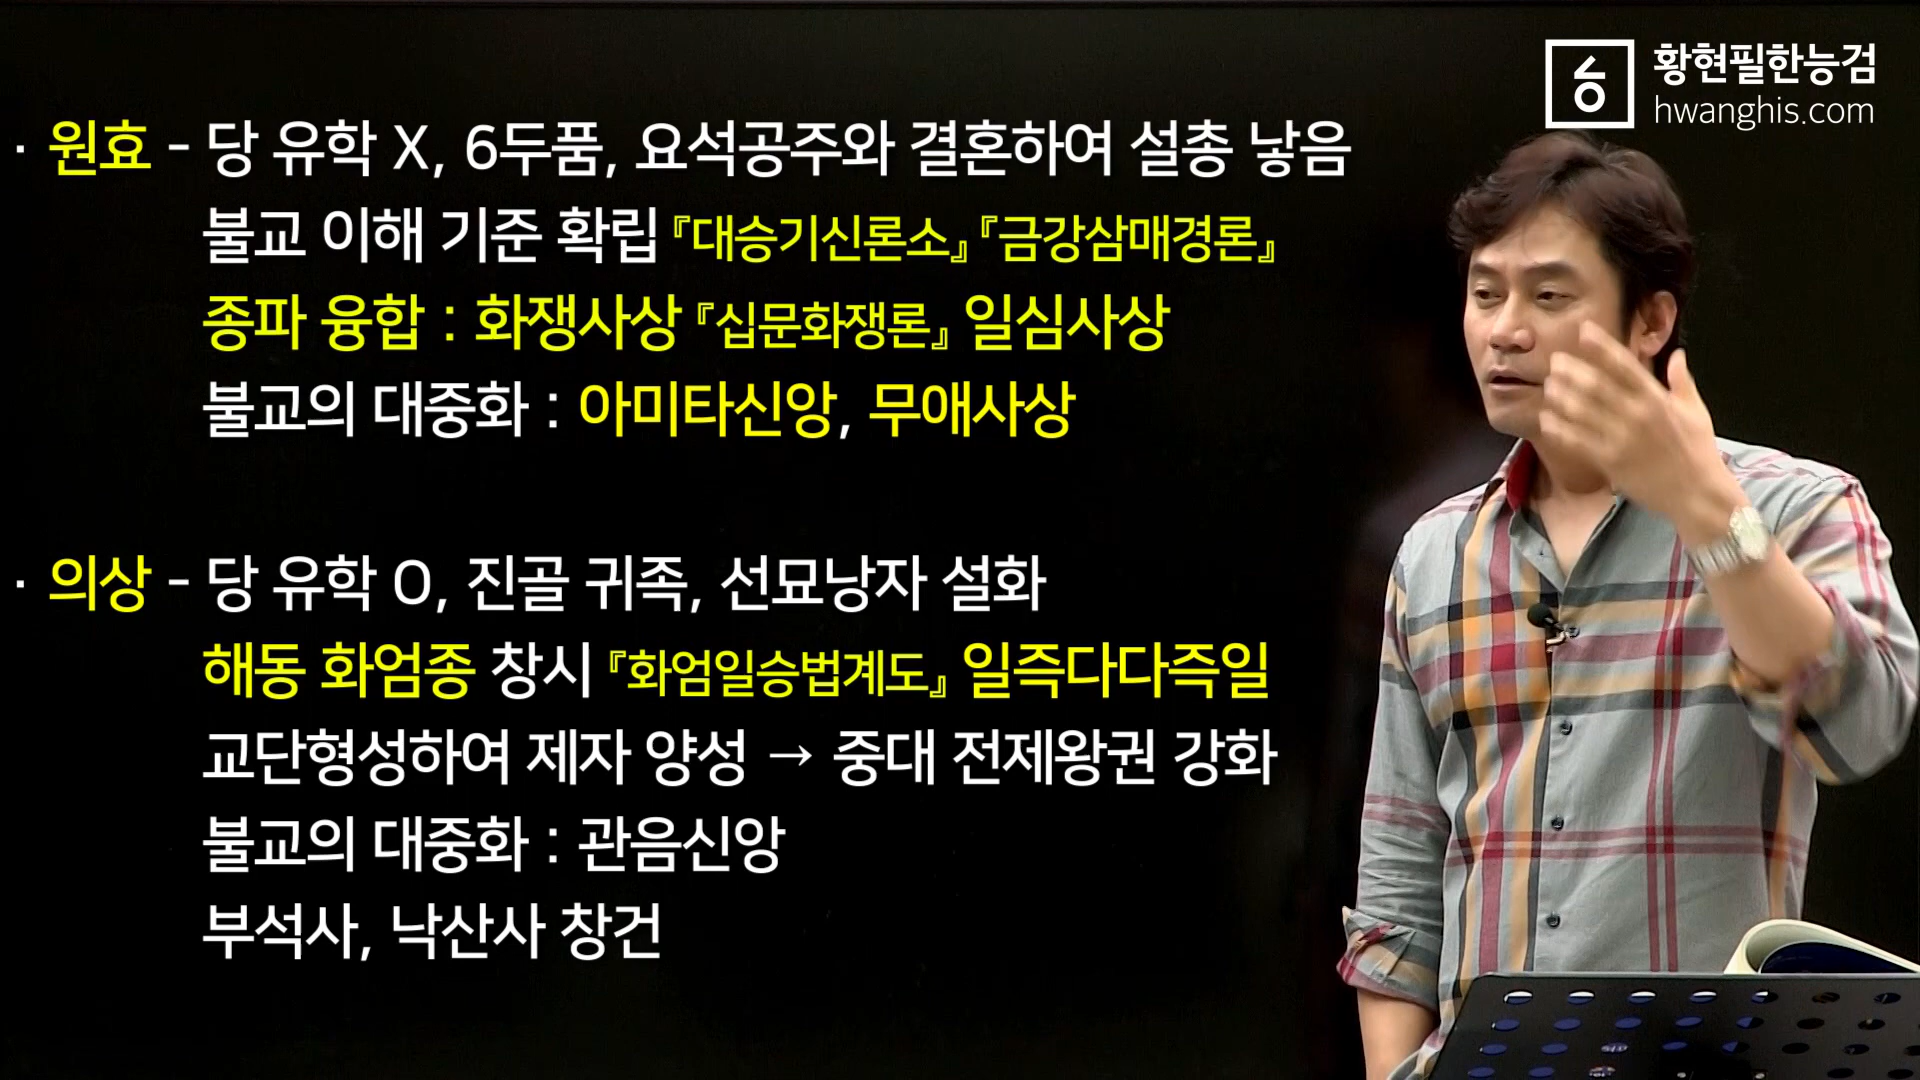 황현필한능검
hwanghis.com
· 원효 - 당 유학 X, 6두품, 요석공주와 결혼하여 설총 낳음
불교 이해 기준 확립 『대승기신론소』 『금강삼매경론』
종파 융합 : 화쟁사상 『십문화쟁론』 일심사상
불교의 대중화 : 아미타신앙, 무애사상
· 의상 - 당 유학 O, 진골 귀족, 선묘낭자 설화
해동 화엄종 창시 『화엄일승법계도』 일즉다다즉일
교단형성하여 제자 양성 → 중대 전제왕권 강화
불교의 대중화 : 관음신앙
부석사, 낙산사 창건